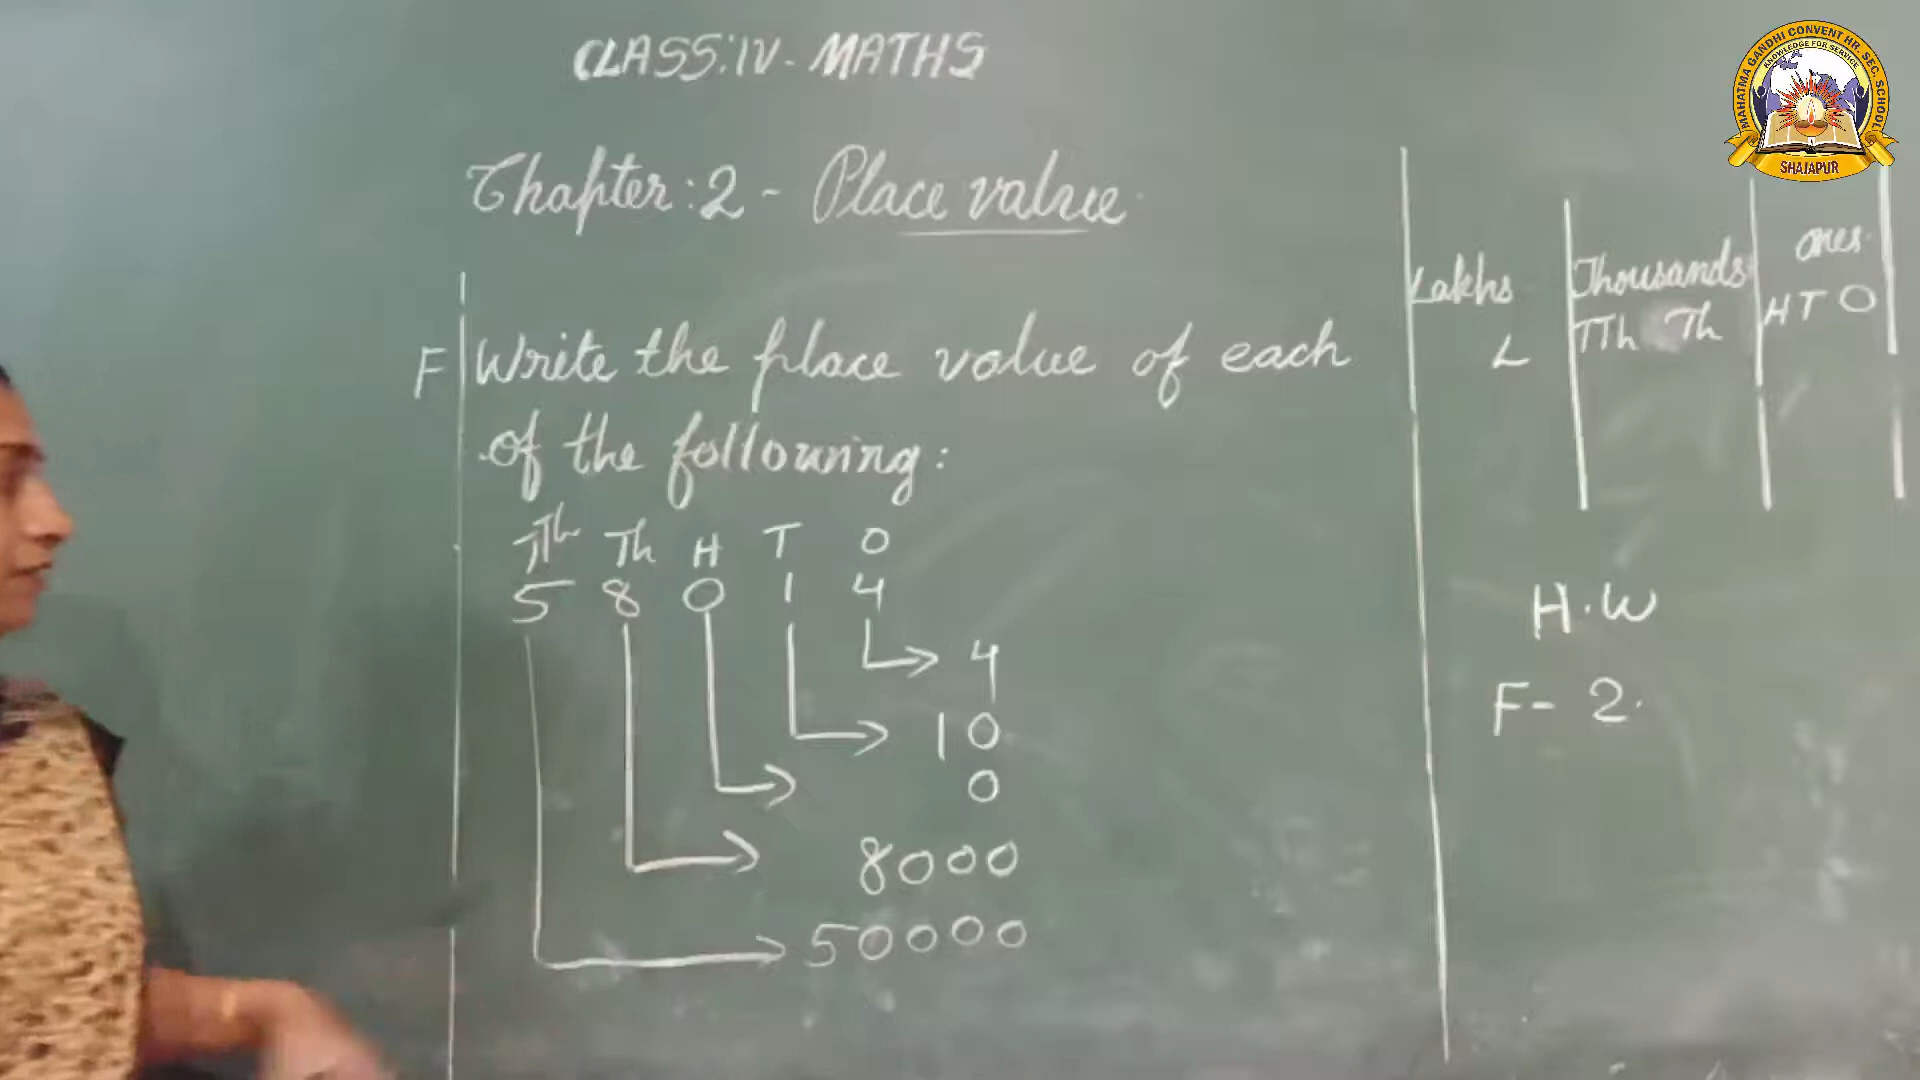 CLASS:IV- MATHS
Chapter:2- Place value
F Write the place value of each
of the following:
TTh Th H T O
5 8 0 1 4
4
10
0
8000
50000
Lakhs Thousands ones
L TTh Th H T O
H.W
F- 2.
MAHATMA GANDHI CONVENT HR. SEC. SCHOOL
KNOWLEDGE FOR SERVICE
SHAJAPUR